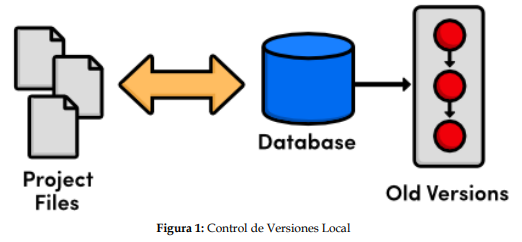 Project
Files
Database
Old Versions
Figura 1: Control de Versiones Local